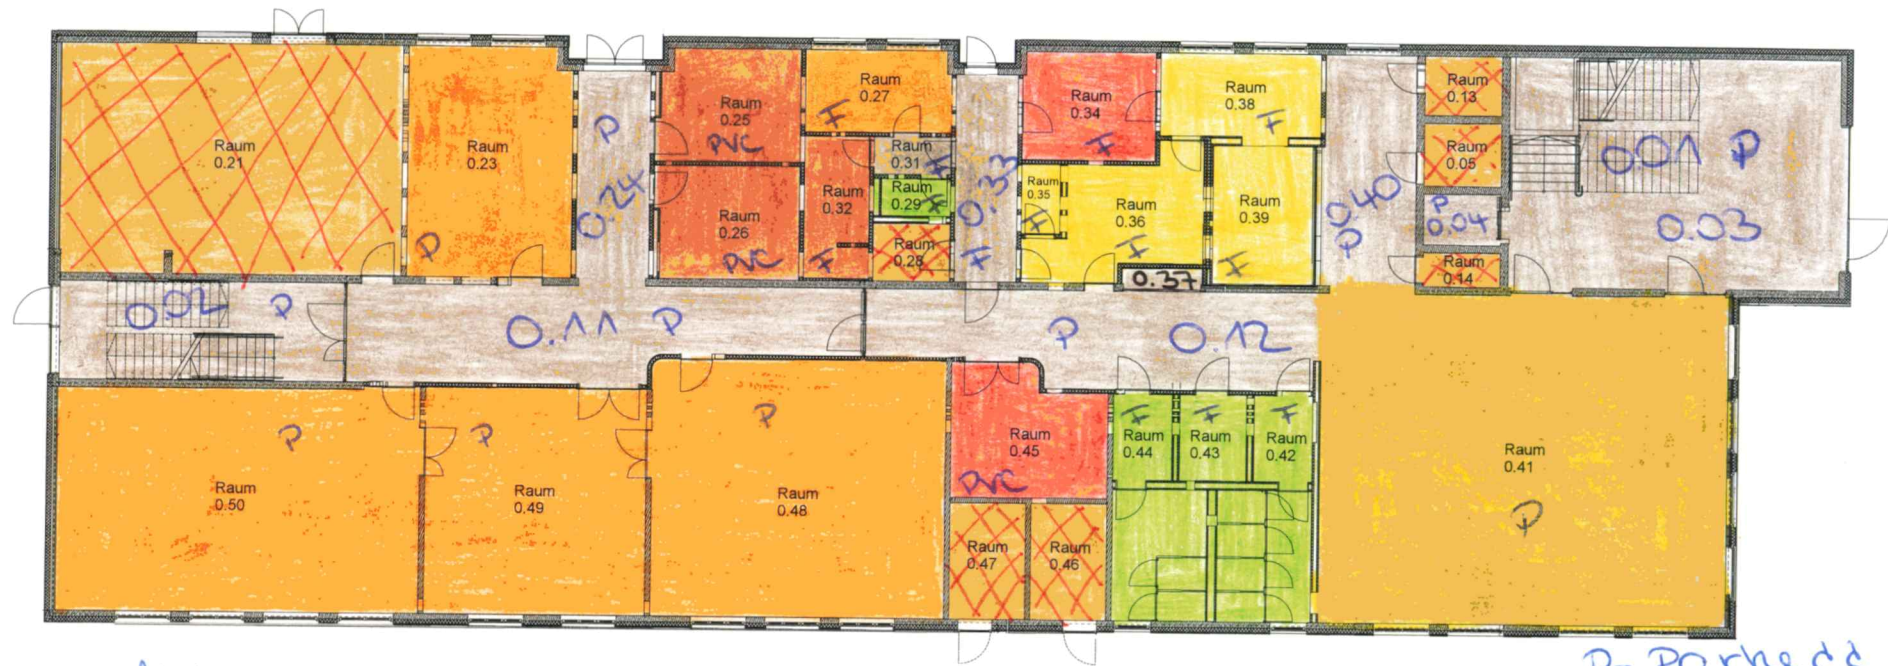 Raum
0.21
Raum
0.23
P
P
0.24
Raum
0.25
PVC
Raum
0.26
PVC
Raum
0.27
F
Raum
0.31
F
Raum
0.29
F
Raum
0.32
F
Raum
0.28
0.33
F
Raum
0.34
F
Raum
0.35
F
Raum
0.36
F
0.37
Raum
0.38
F
Raum
0.39
F
0.40
P
Raum
0.13
Raum
0.05
P
0.04
Raum
0.14
0.01 P
0.03
0.02 P
0.11 P
P 0.12
Raum
0.50
P
Raum
0.49
P
Raum
0.48
P
Raum
0.45
PVC
Raum
0.47
Raum
0.46
F
Raum
0.44
F
Raum
0.43
F
Raum
0.42
Raum
0.41
P